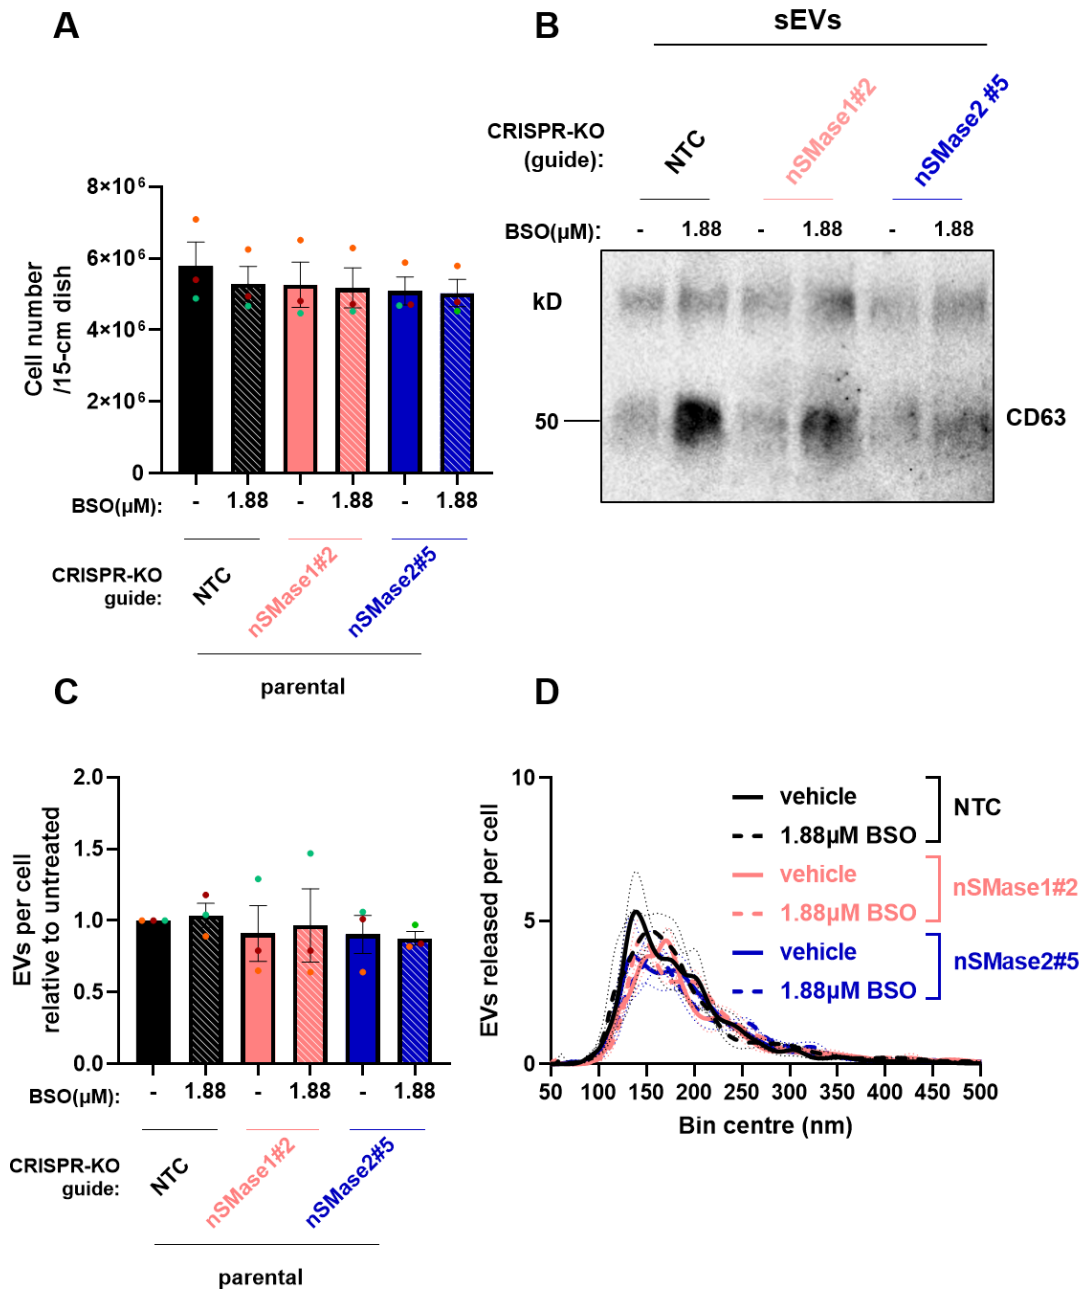 A
8×10⁶
6×10⁶
4×10⁶
2×10⁶
0
Cell number
/15-cm dish
BSO(µM):
- 1.88 - 1.88 - 1.88
CRISPR-KO
guide:
NTC
nSMase1#2
nSMase2#5
parental
B
sEVs
CRISPR-KO
(guide):
NTC
nSMase1#2
nSMase2 #5
BSO(µM):
- 1.88 - 1.88 - 1.88
kD
50
CD63
C
2.0
1.5
1.0
0.5
0.0
EVs per cell
relative to untreated
BSO(µM):
- 1.88 - 1.88 - 1.88
CRISPR-KO
guide:
NTC
nSMase1#2
nSMase2#5
parental
D
10
5
0
EVs released per cell
vehicle
1.88µM BSO
NTC
vehicle
1.88µM BSO
nSMase1#2
vehicle
1.88µM BSO
nSMase2#5
50 100 150 200 250 300 350 400 450 500
Bin centre (nm)